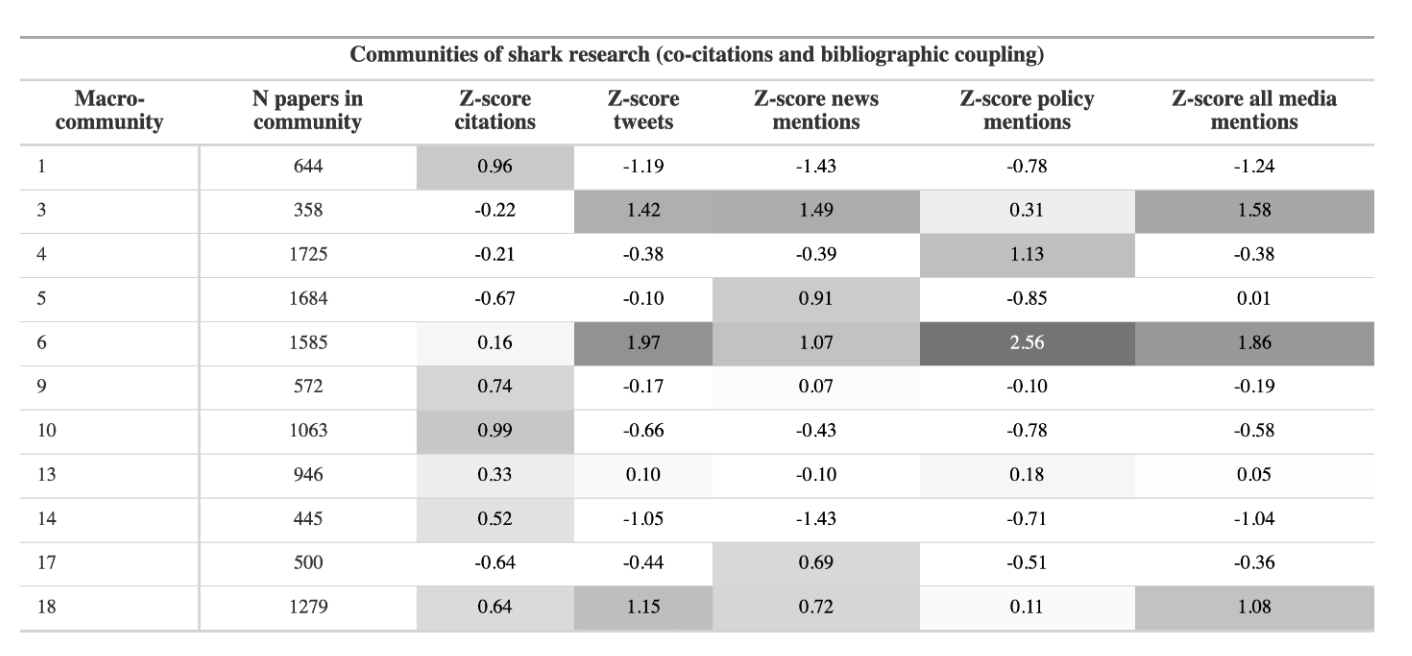 Communities of shark research (co-citations and bibliographic coupling)
Macro- N papers in Z-score Z-score Z-score news Z-score policy Z-score all media
community community citations tweets mentions mentions mentions
1 644 0.96 -1.19 -1.43 -0.78 -1.24
3 358 -0.22 1.42 1.49 0.31 1.58
4 1725 -0.21 -0.38 -0.39 1.13 -0.38
5 1684 -0.67 -0.10 0.91 -0.85 0.01
6 1585 0.16 1.97 1.07 2.56 1.86
9 572 0.74 -0.17 0.07 -0.10 -0.19
10 1063 0.99 -0.66 -0.43 -0.78 -0.58
13 946 0.33 0.10 -0.10 0.18 0.05
14 445 0.52 -1.05 -1.43 -0.71 -1.04
17 500 -0.64 -0.44 0.69 -0.51 -0.36
18 1279 0.64 1.15 0.72 0.11 1.08